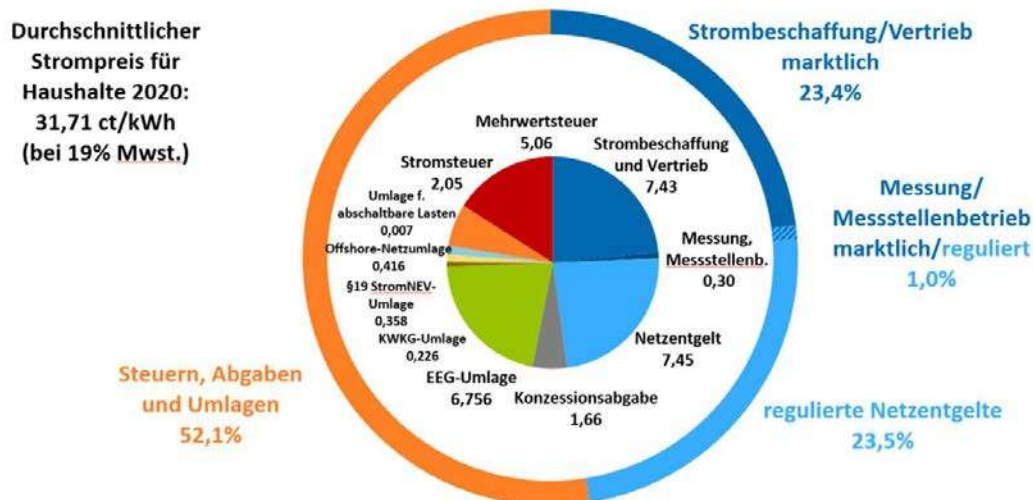 Durchschnittlicher
Strompreis für
Haushalte 2020:
31,71 ct/kWh
(bei 19% Mwst.)
Strombeschaffung/Vertrieb
marktlich
23,4%
Mehrwertsteuer
5,06
Strombeschaffung
und Vertrieb
7,43
Stromsteuer
2,05
Umlage f.
abschaltbare Lasten
0,007
Messung/
Messstellenbetrieb
marktlich/reguliert
1,0%
Messung,
Messstellenb.
0,30
Offshore-Netzumlage
0,416
§19 StromNEV-
Umlage
0,358
KWKG-Umlage
0,226
Netzentgelt
7,45
EEG-Umlage
6,756
Konzessionsabgabe
1,66
Steuern, Abgaben
und Umlagen
52,1%
regulierte Netzentgelte
23,5%